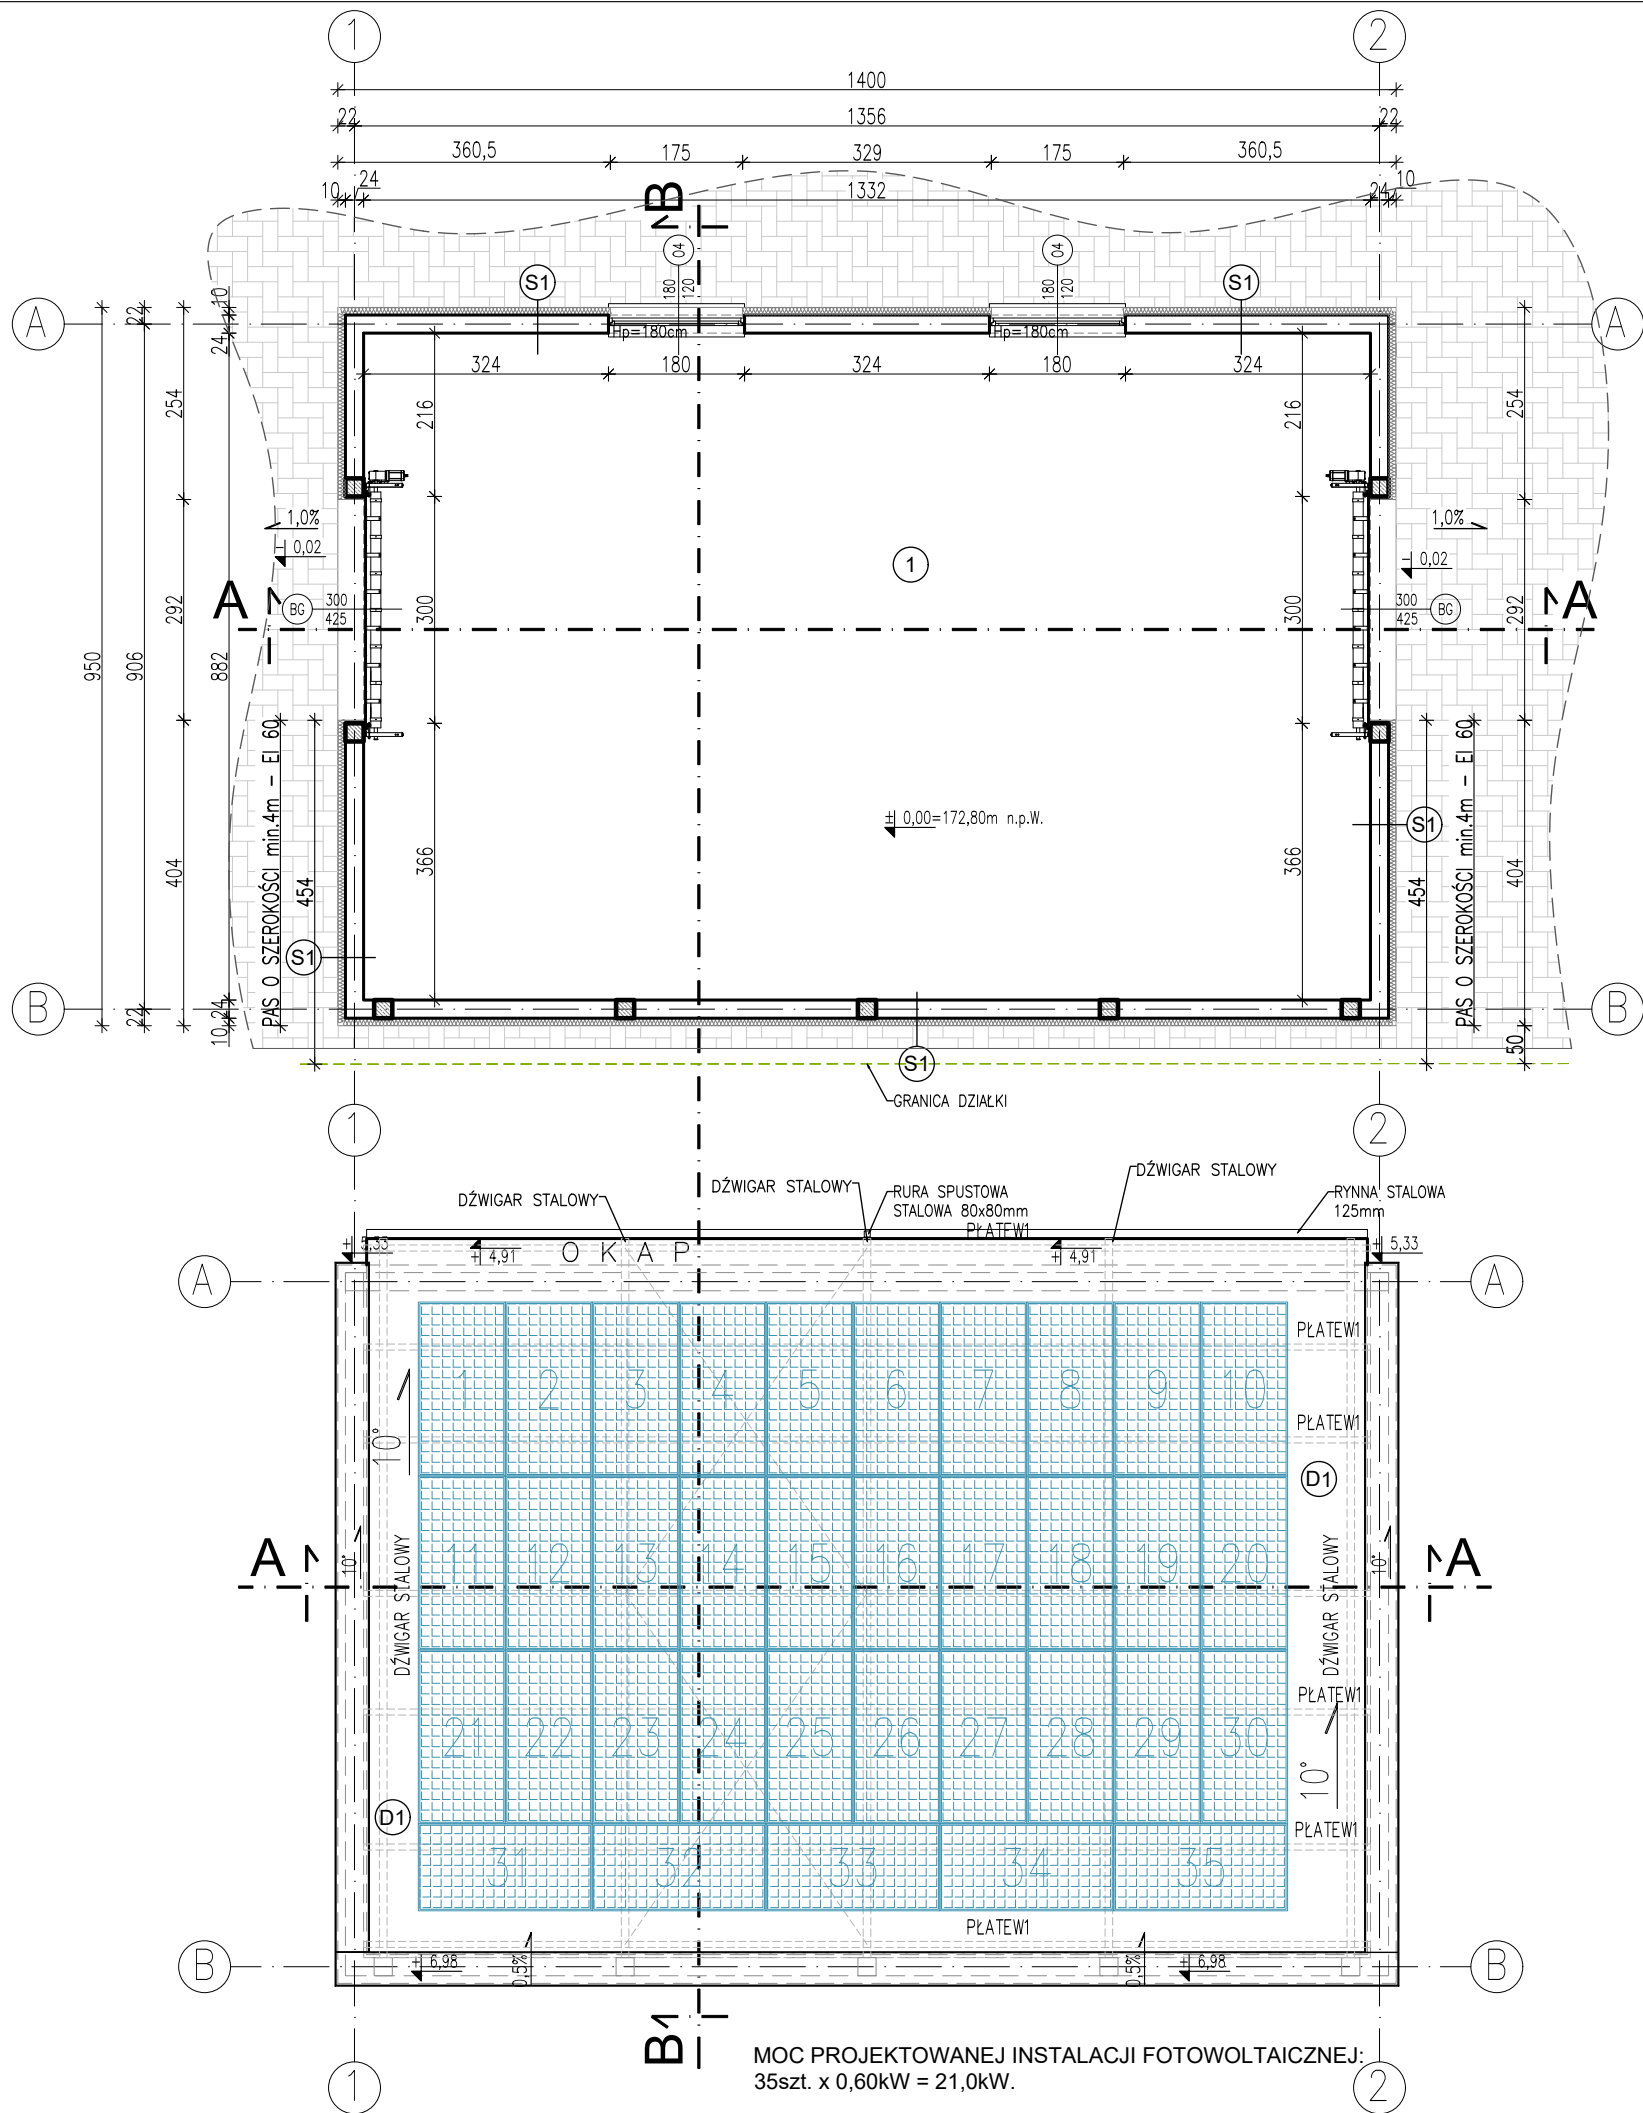 1
2
1400
22
1356
22
360,5
175
329
175
360,5
10
24
1332
24
10
B
04
04
180
120
180
120
S1
S1
A
A
Hp=180cm
Hp=180cm
324
180
324
180
324
10
22
24
254
216
216
254
1,0%
- 0,02
1,0%
- 0,02
1
A
BG
300
425
300
425
BG
A
950
906
882
292
300
300
292
404
366
366
404
454
454
PAS O SZEROKOŚCI min.4m - EI 60
PAS O SZEROKOŚCI min.4m - EI 60
± 0,00=172,80m n.p.W.
S1
S1
B
B
22
24
10
50
S1
GRANICA DZIAŁKI
1
2
DŹWIGAR STALOWY
DŹWIGAR STALOWY
DŹWIGAR STALOWY
RURA SPUSTOWA
STALOWA 80x80mm
PŁATEW1
RYNNA STALOWA
125mm
+ 5,33
+ 4,91
OKAP
+ 4,91
+ 5,33
A
A
PŁATEW1
1 2 3 4 5 6 7 8 9 10
10°
PŁATEW1
D1
A
10°
DŹWIGAR STALOWY
11 12 13 14 15 16 17 18 19 20
DŹWIGAR STALOWY
10°
A
PŁATEW1
21 22 23 24 25 26 27 28 29 30
10°
D1
PŁATEW1
31 32 33 34 35
PŁATEW1
B
+ 6,98
0,5%
0,5%
+ 6,98
B
B
1
2
MOC PROJEKTOWANEJ INSTALACJI FOTOWOLTAICZNEJ:
35szt. x 0,60kW = 21,0kW.